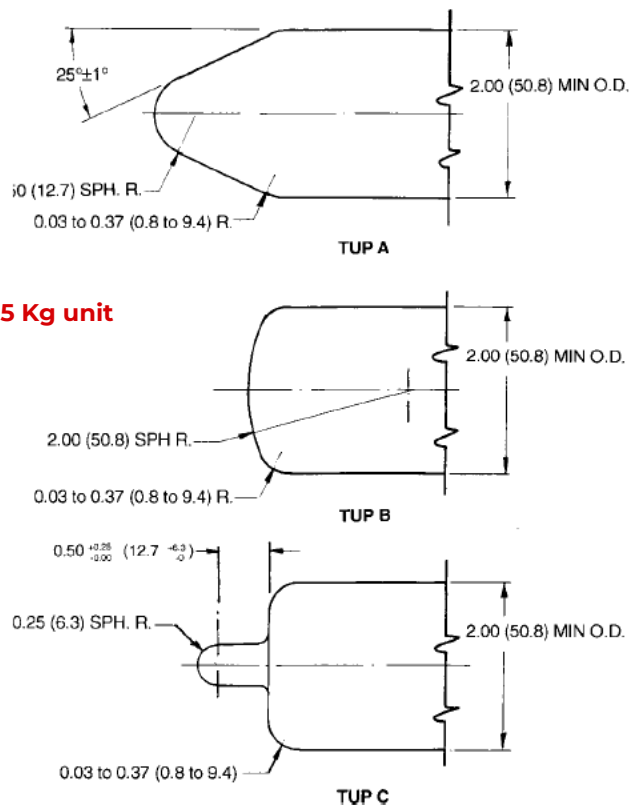 25°±1°
2.00 (50.8) MIN O.D.
50 (12.7) SPH. R.
0.03 to 0.37 (0.8 to 9.4) R.
TUP A
5 Kg unit
2.00 (50.8) MIN O.D.
2.00 (50.8) SPH R.
0.03 to 0.37 (0.8 to 9.4) R.
TUP B
0.50 +0.25 -0.00 (12.7 +6.3 -0)
0.25 (6.3) SPH. R.
2.00 (50.8) MIN O.D.
0.03 to 0.37 (0.8 to 9.4)
TUP C